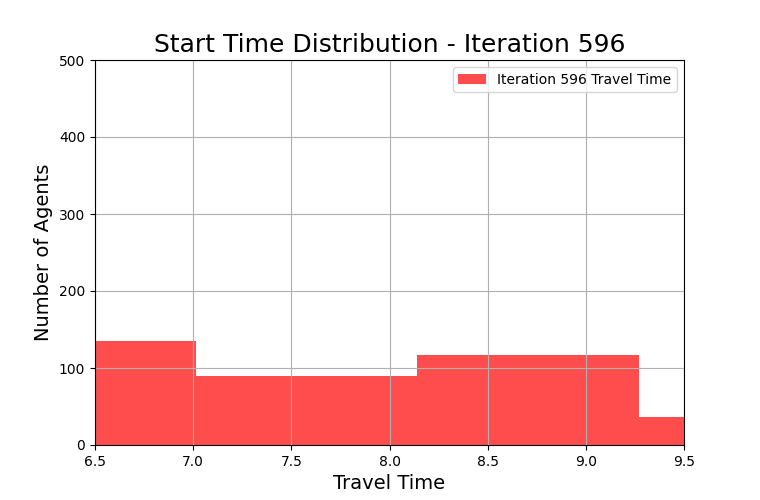 Start Time Distribution - Iteration 596
Iteration 596 Travel Time
Number of Agents
500
400
300
200
100
0
6.5 7.0 7.5 8.0 8.5 9.0 9.5
Travel Time